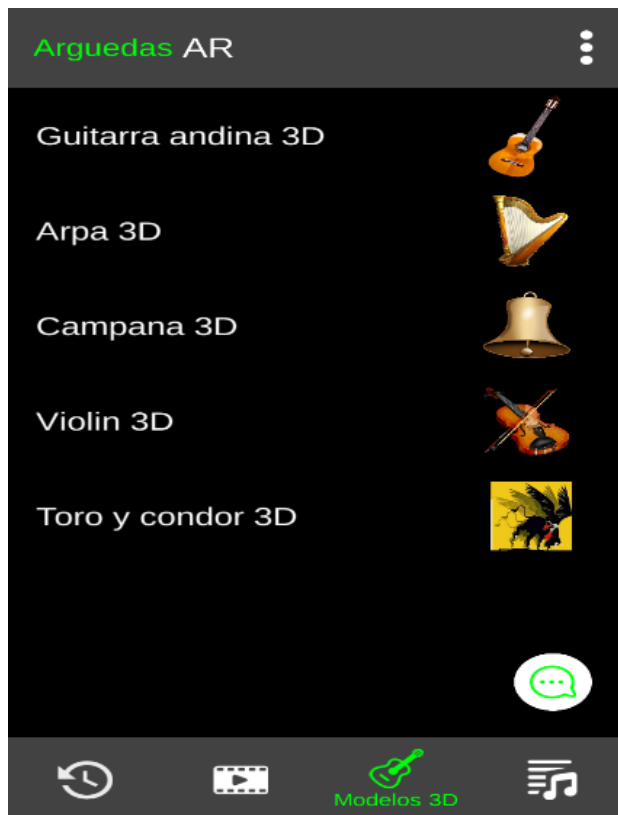 Arguedas AR
Guitarra andina 3D
Arpa 3D
Campana 3D
Violin 3D
Toro y condor 3D
Modelos 3D